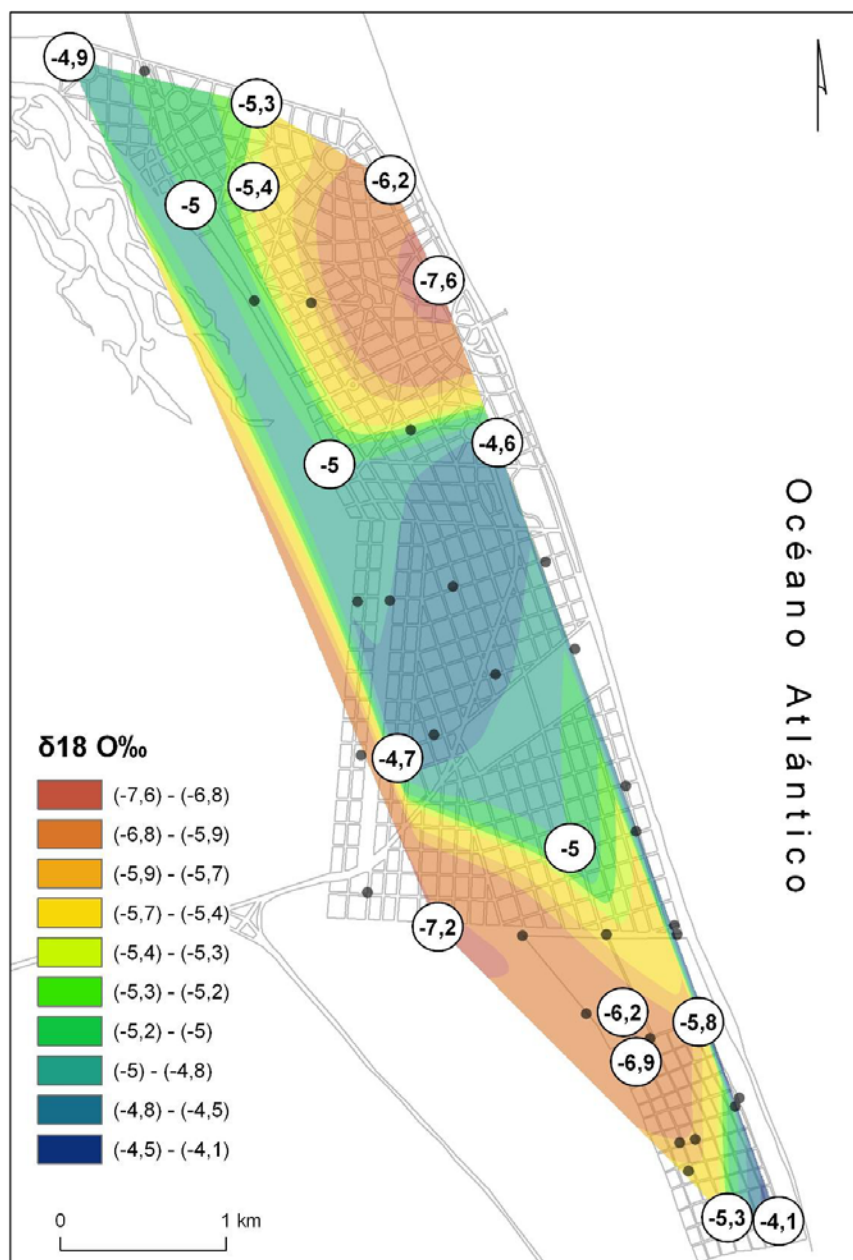 -4,9
-5,3
-6,2
-5,4
-5
-7,6
-4,6
-5
Océano Atlántico
-4,7
-5
-7,2
-6,2
-5,8
-6,9
-5,3
-4,1
δ18 O‰
(-7,6) - (-6,8)
(-6,8) - (-5,9)
(-5,9) - (-5,7)
(-5,7) - (-5,4)
(-5,4) - (-5,3)
(-5,3) - (-5,2)
(-5,2) - (-5)
(-5) - (-4,8)
(-4,8) - (-4,5)
(-4,5) - (-4,1)
0 1 km